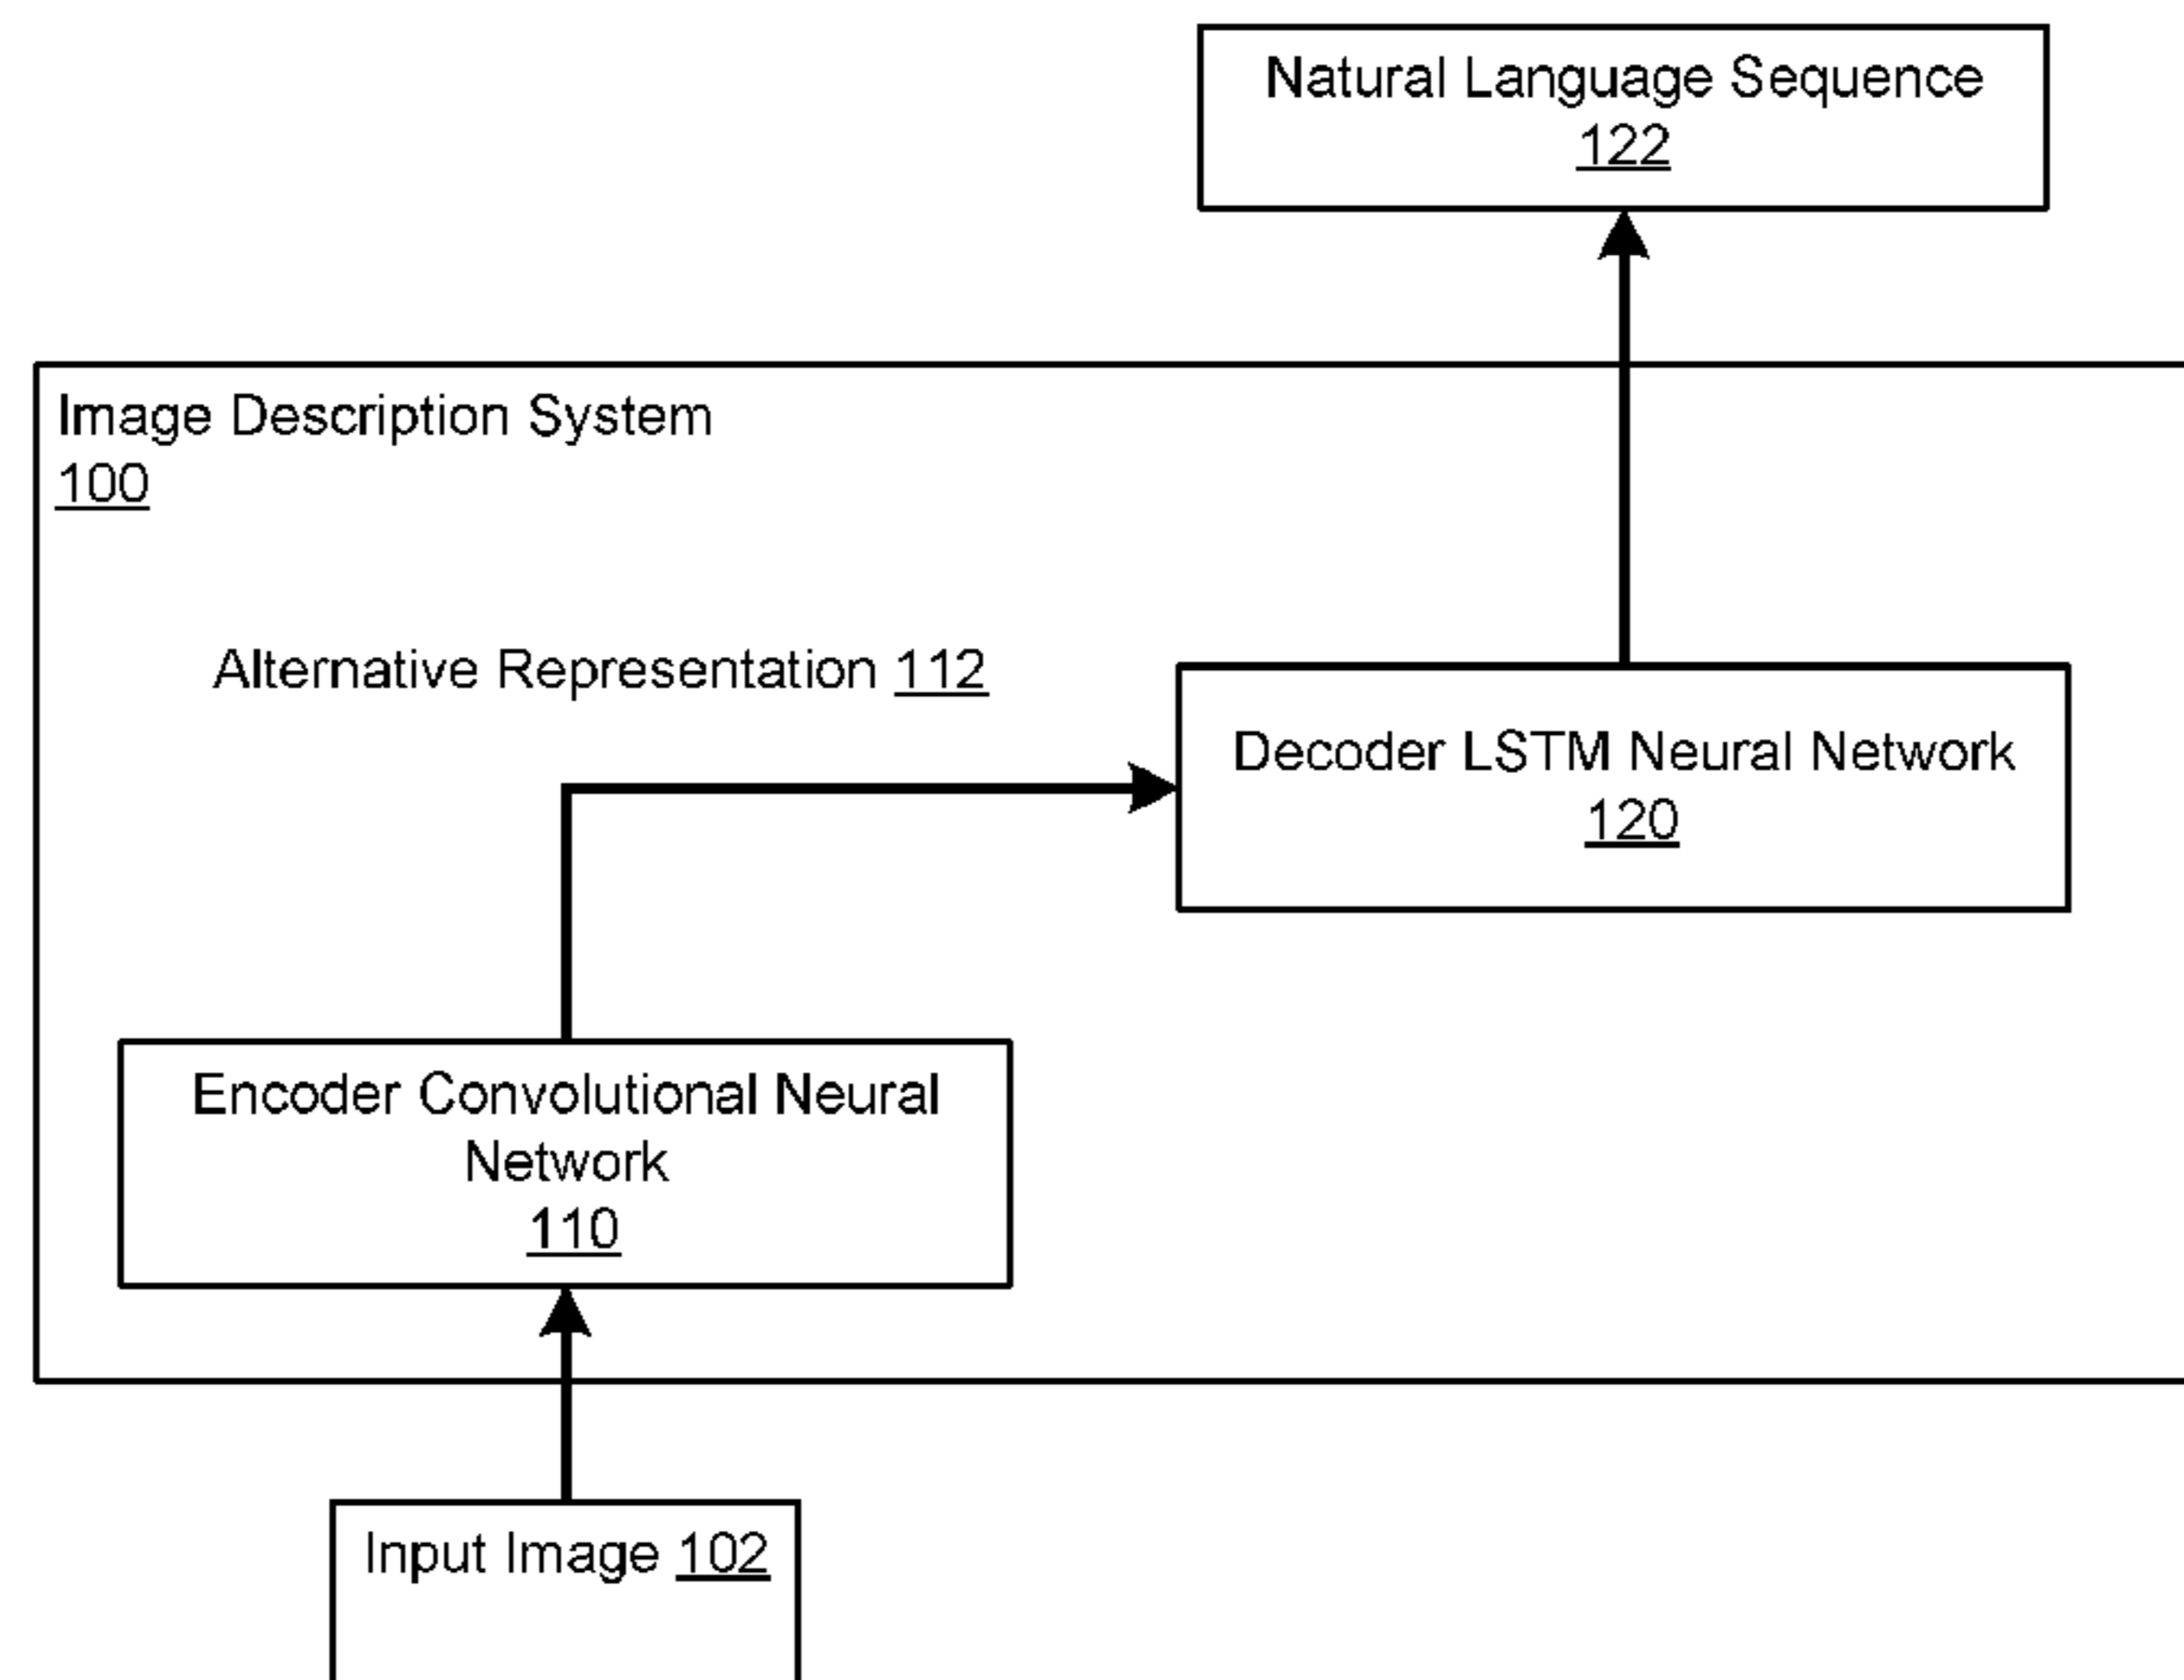 Natural Language Sequence
122
Image Description System
100
Alternative Representation 112
Decoder LSTM Neural Network
120
Encoder Convolutional Neural
Network
110
Input Image 102